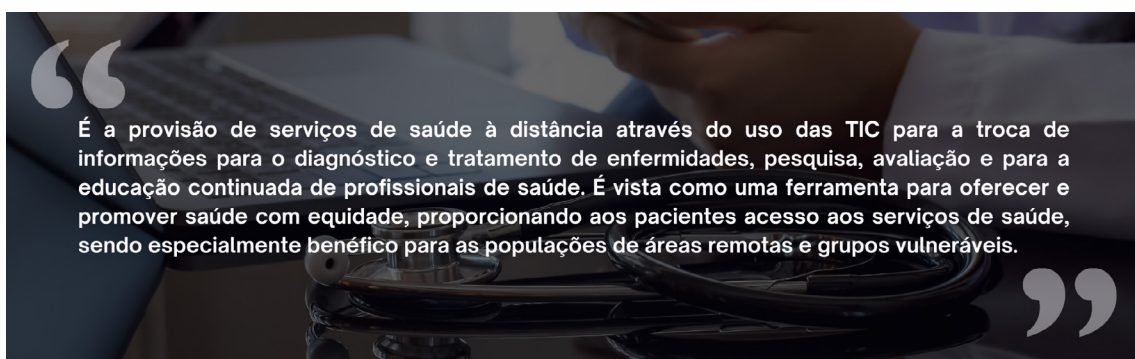 É a provisão de serviços de saúde à distância através do uso das TIC para a troca de
informações para o diagnóstico e tratamento de enfermidades, pesquisa, avaliação e para a
educação continuada de profissionais de saúde. É vista como uma ferramenta para oferecer e
promover saúde com equidade, proporcionando aos pacientes acesso aos serviços de saúde,
sendo especialmente benéfico para as populações de áreas remotas e grupos vulneráveis.